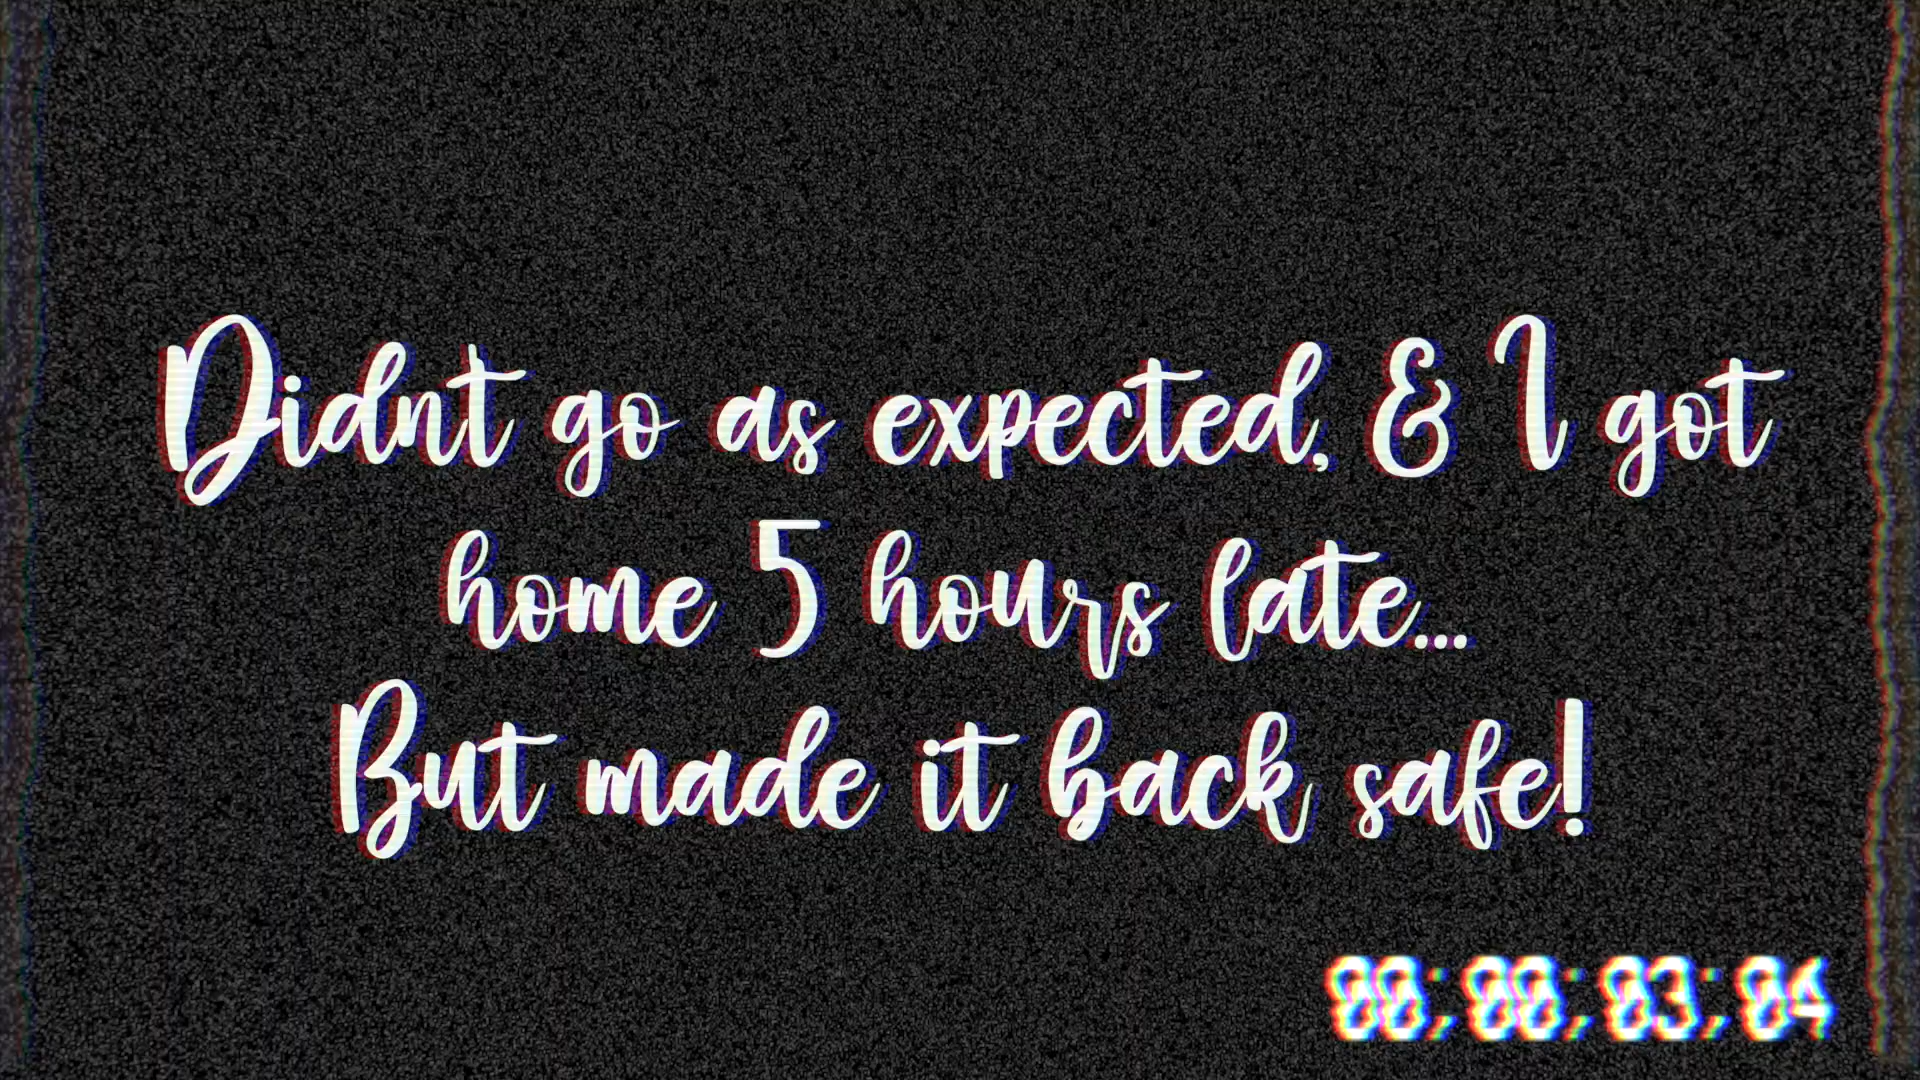 Didnt go as expected, & I got
home 5 hours late...
But made it back safe!
00;00;03;04